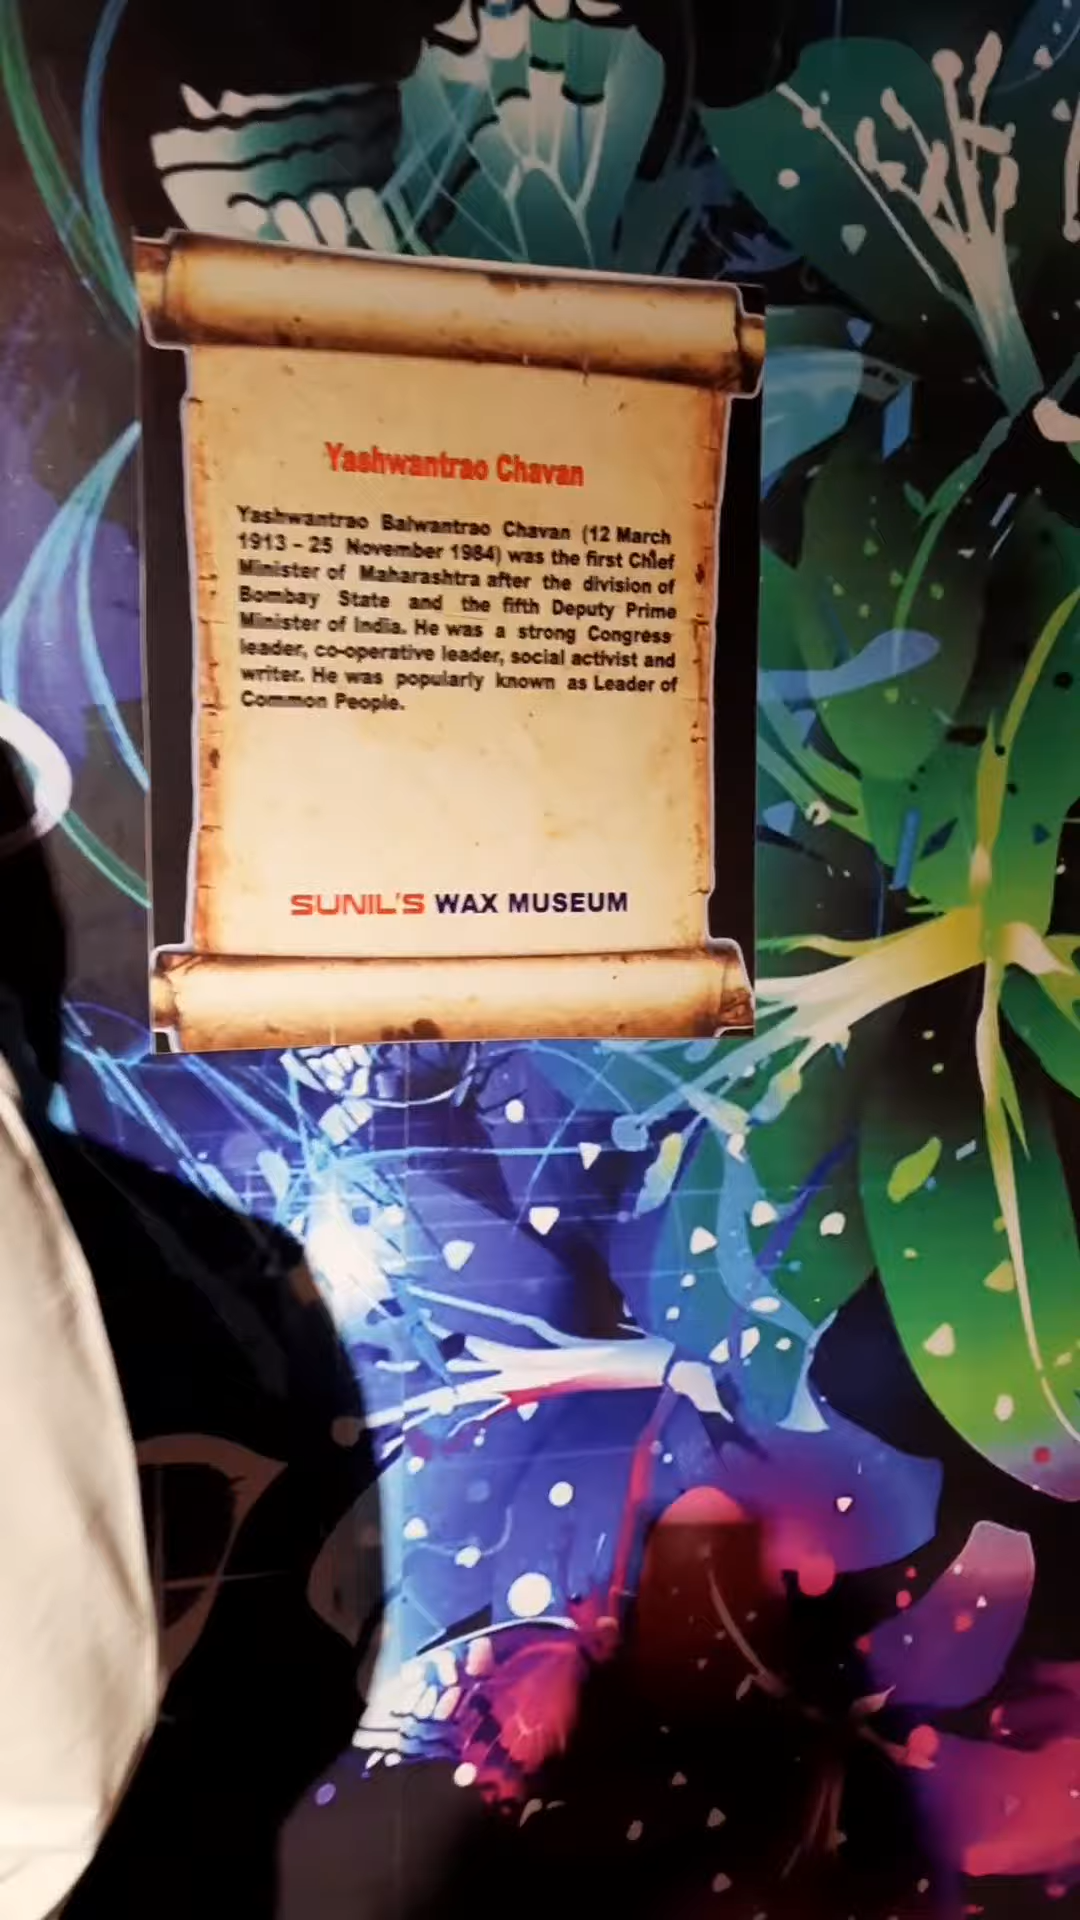 Yashwantrao Chavan
Yashwantrao Balwantrao Chavan (12 March
1913 - 25 November 1984) was the first Chief
Minister of Maharashtra after the division of
Bombay State and the fifth Deputy Prime
Minister of India. He was a strong Congress
leader, co-operative leader, social activist and
writer. He was popularly known as Leader of
Common People.
SUNIL'S WAX MUSEUM